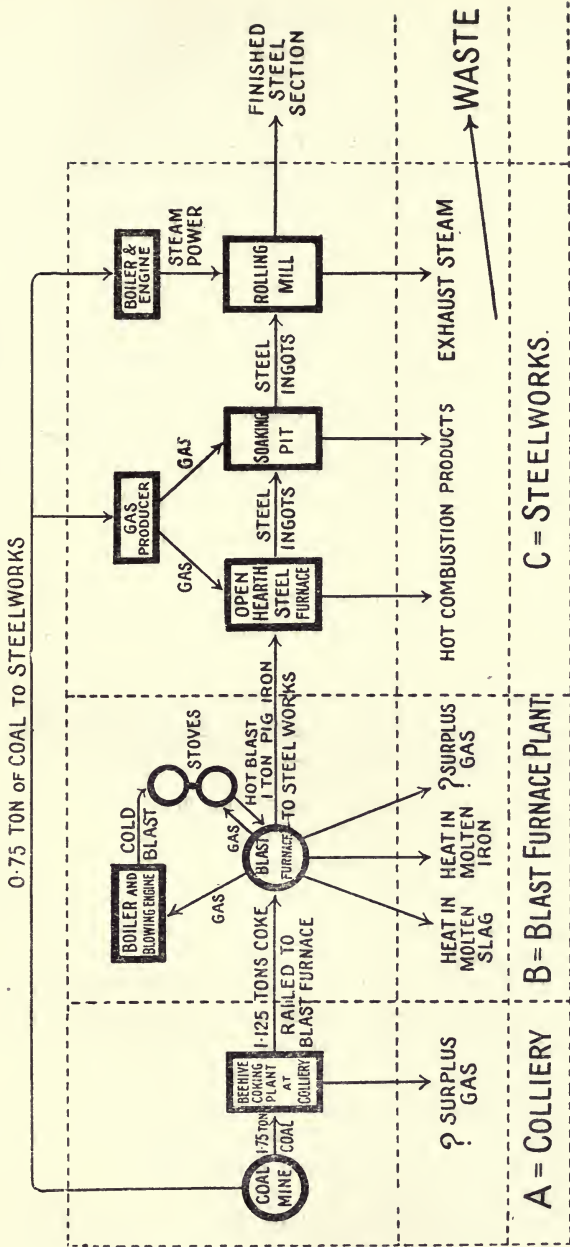 0·75 TON OF COAL TO STEELWORKS
COAL
MINE
1·75 TON
COAL
BEEHIVE
COKING
PLANT
AT
COLLIERY
1·125 TONS COKE
RAILED TO
BLAST FURNACE
? SURPLUS
GAS
A = COLLIERY
BOILER AND
BLOWING ENGINE
COLD
BLAST
STOVES
GAS
GAS
HOT BLAST
BLAST
FURNACE
1 TON PIG IRON
TO STEEL WORKS
HEAT IN
MOLTEN
SLAG
HEAT IN
MOLTEN
IRON
? SURPLUS
GAS
B = BLAST FURNACE PLANT
GAS
PRODUCER
GAS
GAS
OPEN
HEARTH
STEEL
FURNACE
STEEL
INGOTS
SOAKING
PIT
STEEL
INGOTS
BOILER &
ENGINE
STEAM
POWER
ROLLING
MILL
FINISHED
STEEL
SECTION
HOT COMBUSTION PRODUCTS
EXHAUST STEAM
WASTE
C = STEELWORKS.